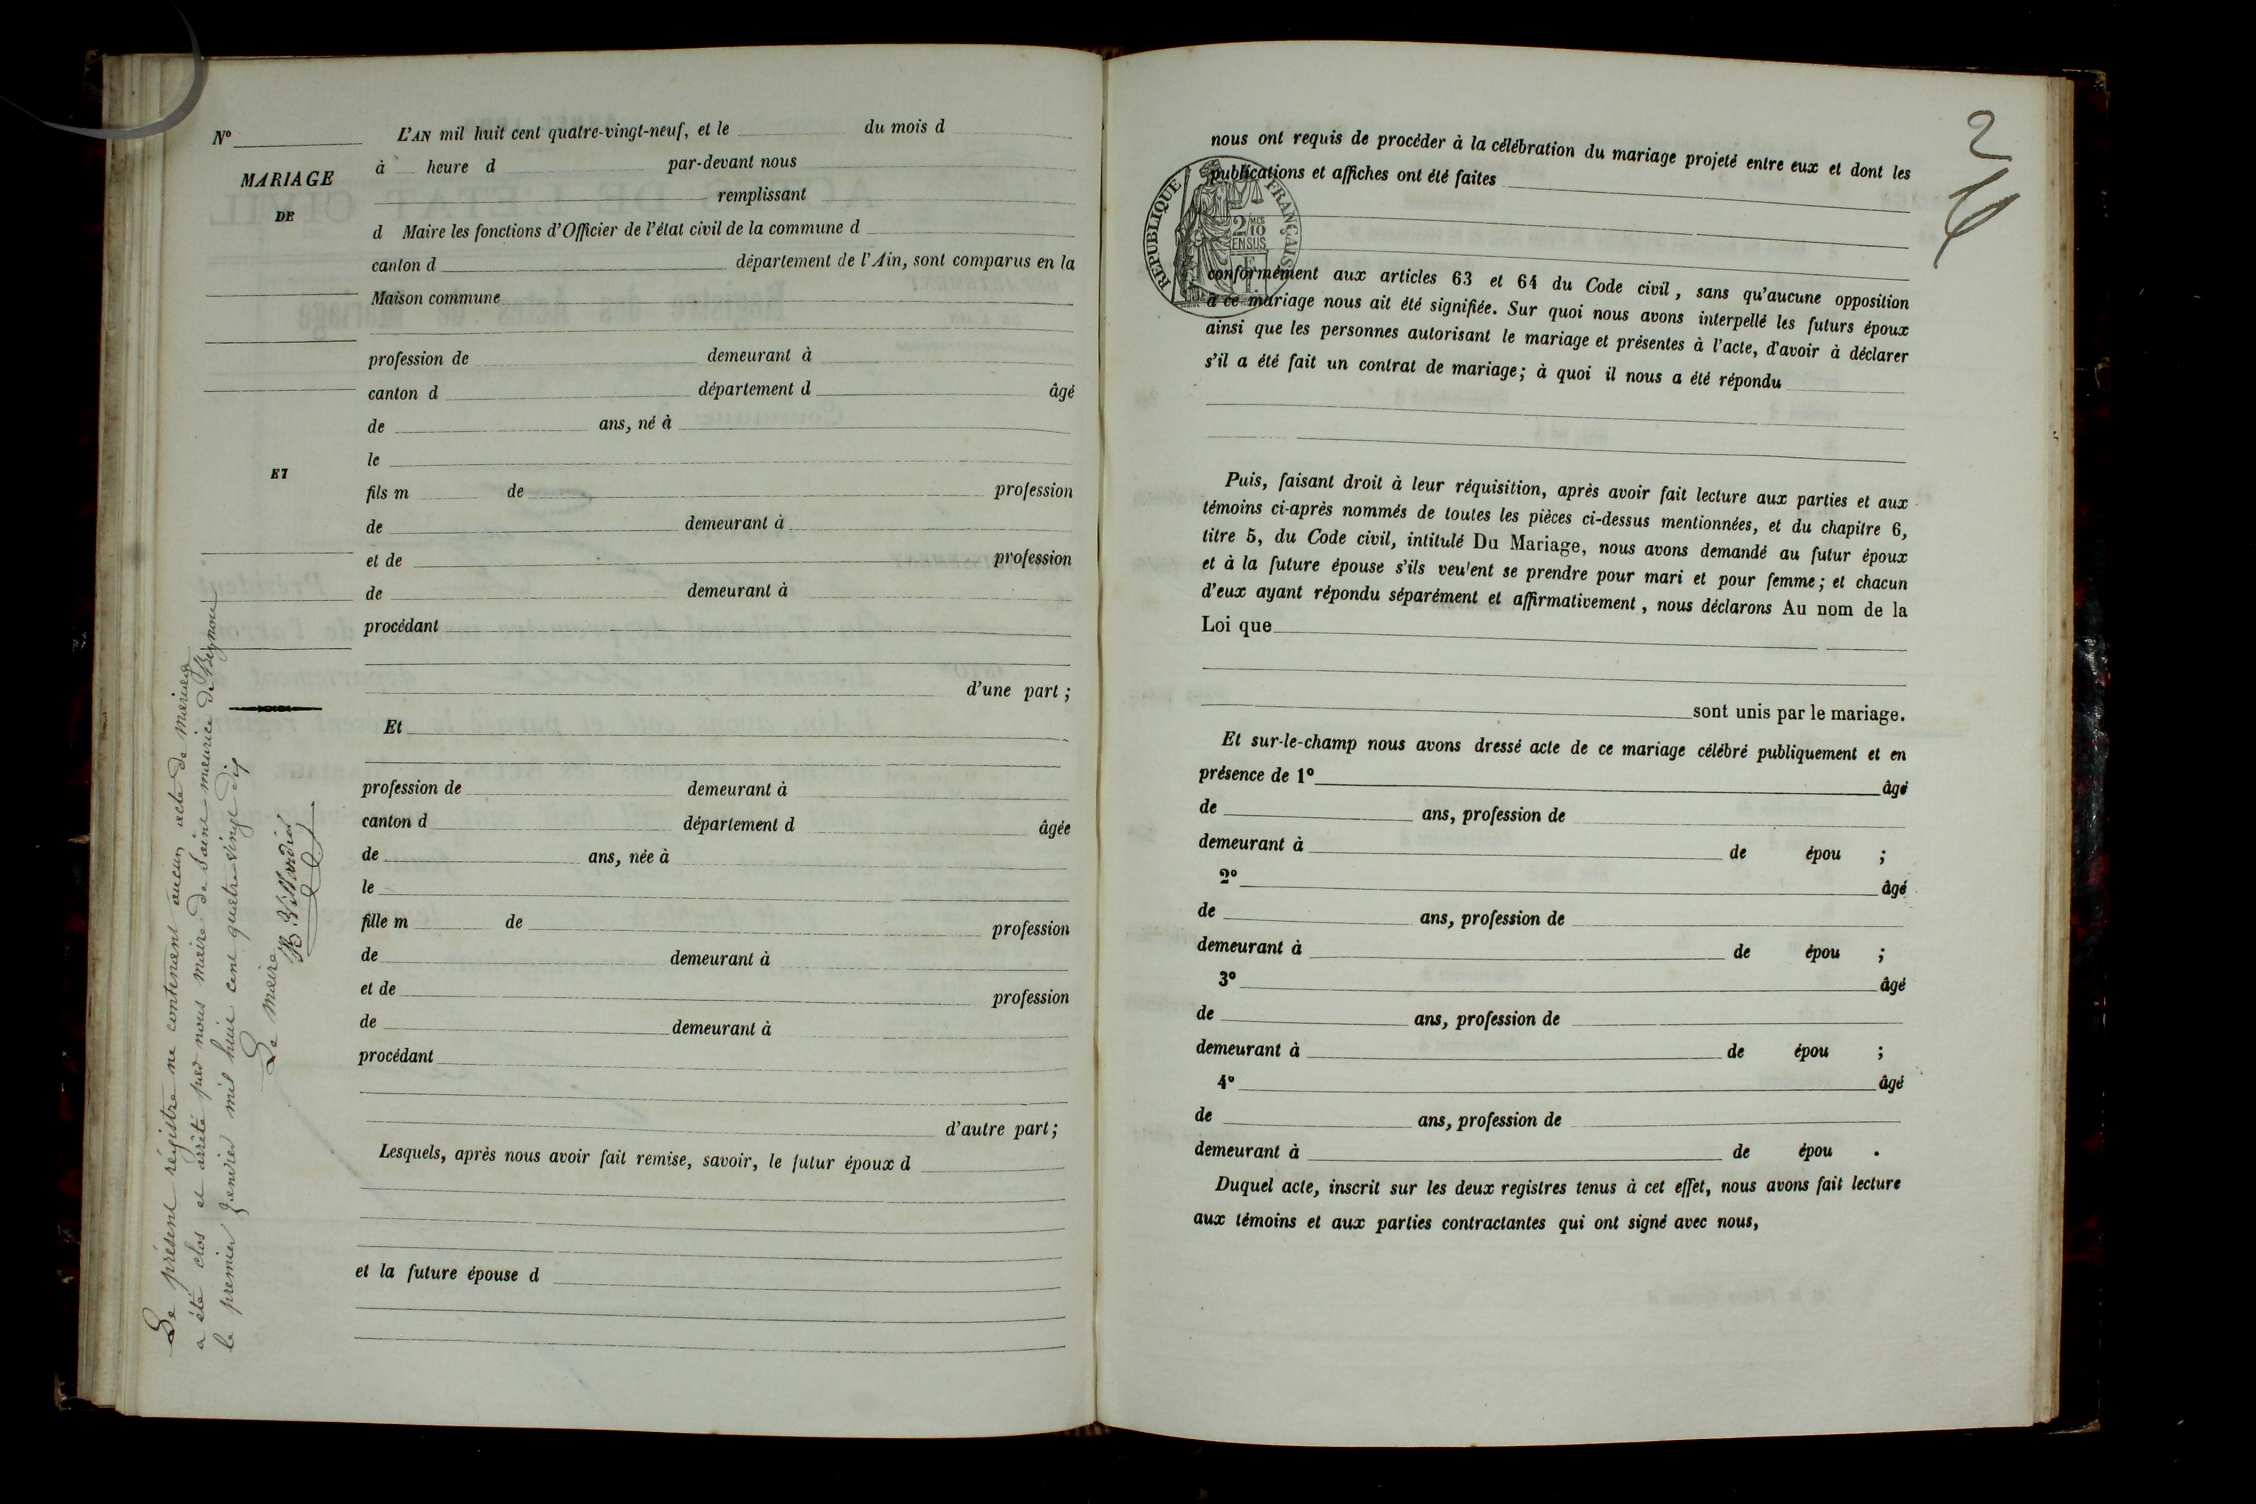 N°
MARIAGE
DE
ET
Le présent régistre ne contenant aucun acte de mariage
a été clos et arrêté par nous maire de Saint maurice de Beynost
le premier Janvier mil huit cent quatre vingt dix
Le maire
L'AN mil huit cent quatre-vingt-neuf, et le du mois d
à heure d par-devant nous
remplissant
d Maire les fonctions d'Officier de l'état civil de la commune d
canton d département de l'Ain, sont comparus en la
Maison commune
profession de demeurant à
canton d département d âgé
de ans, né à
le
fils m de profession
de demeurant à
et de profession
de demeurant à
procédant
d'une part ;
Et
profession de demeurant à
canton d département d âgée
de ans, née à
le
fille m de profession
de demeurant à
et de profession
de demeurant à
procédant
d'autre part ;
Lesquels, après nous avoir fait remise, savoir, le futur époux d
et la future épouse d
2
nous ont requis de procéder à la célébration du mariage projeté entre eux et dont les
publications et affiches ont été faites
RÉPUBLIQUE FRANÇAISE
2/10
EN SUS
conformément aux articles 63 et 64 du Code civil, sans qu'aucune opposition
à ce mariage nous ait été signifiée. Sur quoi nous avons interpellé les futurs époux
ainsi que les personnes autorisant le mariage et présentes à l'acte, d'avoir à déclarer
s'il a été fait un contrat de mariage; à quoi il nous a été répondu
Puis, faisant droit à leur réquisition, après avoir fait lecture aux parties et aux
témoins ci-après nommés de toutes les pièces ci-dessus mentionnées, et du chapitre 6,
titre 5, du Code civil, intitulé Du Mariage, nous avons demandé au futur époux
et à la future épouse s'ils veulent se prendre pour mari et pour femme; et chacun
d'eux ayant répondu séparément et affirmativement, nous déclarons Au nom de la
Loi que
sont unis par le mariage.
Et sur-le-champ nous avons dressé acte de ce mariage célébré publiquement et en
présence de 1° âgé
de ans, profession de
demeurant à de épou ;
2° âgé
de ans, profession de
demeurant à de épou ;
3° âgé
de ans, profession de
demeurant à de épou ;
4° âgé
de ans, profession de
demeurant à de épou .
Duquel acte, inscrit sur les deux registres tenus à cet effet, nous avons fait lecture
aux témoins et aux parties contractantes qui ont signé avec nous,